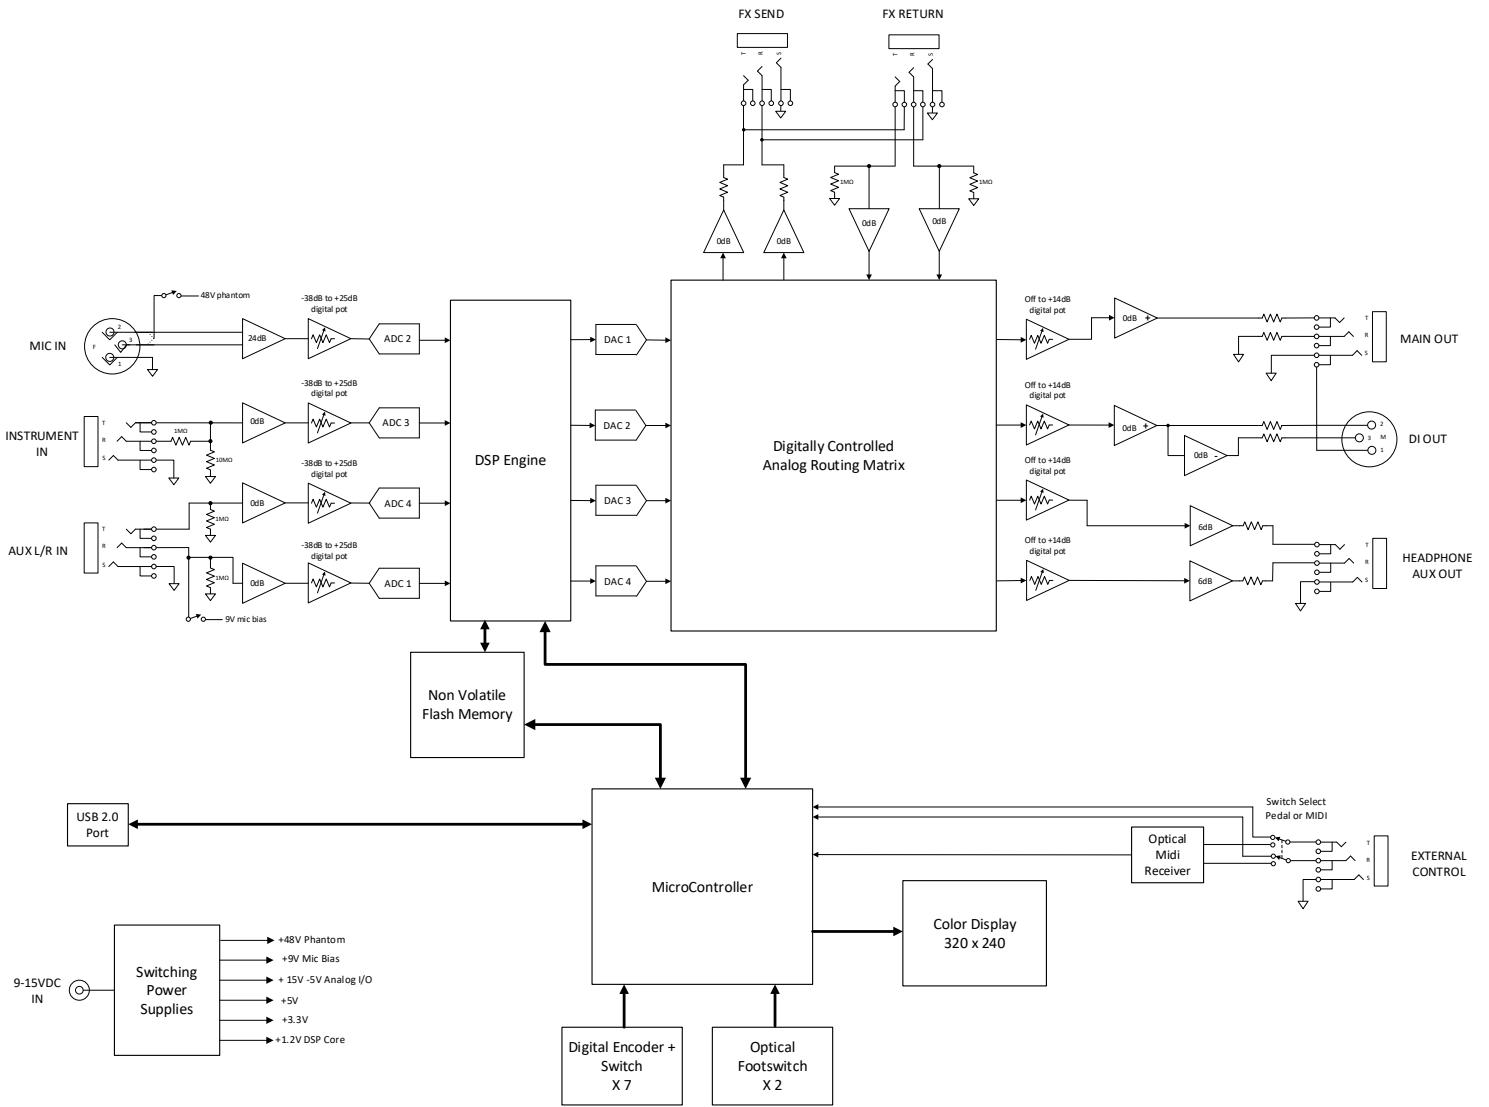 FX SEND
FX RETURN
T R S
T R S
1MΩ
1MΩ
0dB
0dB
0dB
0dB
48V phantom
-38dB to +25dB
digital pot
MIC IN
F
2
3
1
24dB
ADC 2
DAC 1
Off to +14dB
digital pot
0dB +
T
R
S
MAIN OUT
INSTRUMENT
IN
T
R
S
1MΩ
10MΩ
0dB
-38dB to +25dB
digital pot
ADC 3
DSP Engine
DAC 2
Digitally Controlled
Analog Routing Matrix
Off to +14dB
digital pot
0dB +
0dB -
2
3 M
1
DI OUT
AUX L/R IN
T
R
S
1MΩ
0dB
-38dB to +25dB
digital pot
ADC 4
DAC 3
Off to +14dB
digital pot
6dB
1MΩ
0dB
-38dB to +25dB
digital pot
ADC 1
DAC 4
Off to +14dB
digital pot
6dB
T
R
S
HEADPHONE
AUX OUT
9V mic bias
Non Volatile
Flash Memory
USB 2.0
Port
MicroController
Switch Select
Pedal or MIDI
Optical
Midi
Receiver
T
R
S
EXTERNAL
CONTROL
Color Display
320 x 240
9-15VDC
IN
Switching
Power
Supplies
+48V Phantom
+9V Mic Bias
+ 15V -5V Analog I/O
+5V
+3.3V
+1.2V DSP Core
Digital Encoder +
Switch
X 7
Optical
Footswitch
X 2